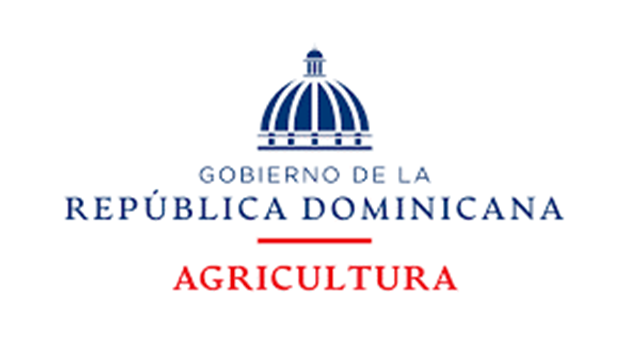 GOBIERNO DE LA
REPÚBLICA DOMINICANA
AGRICULTURA